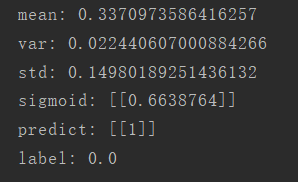 mean: 0.3370973586416257
var: 0.022440607000884266
std: 0.14980189251436132
sigmoid: [[0.6638764]]
predict: [[1]]
label: 0.0